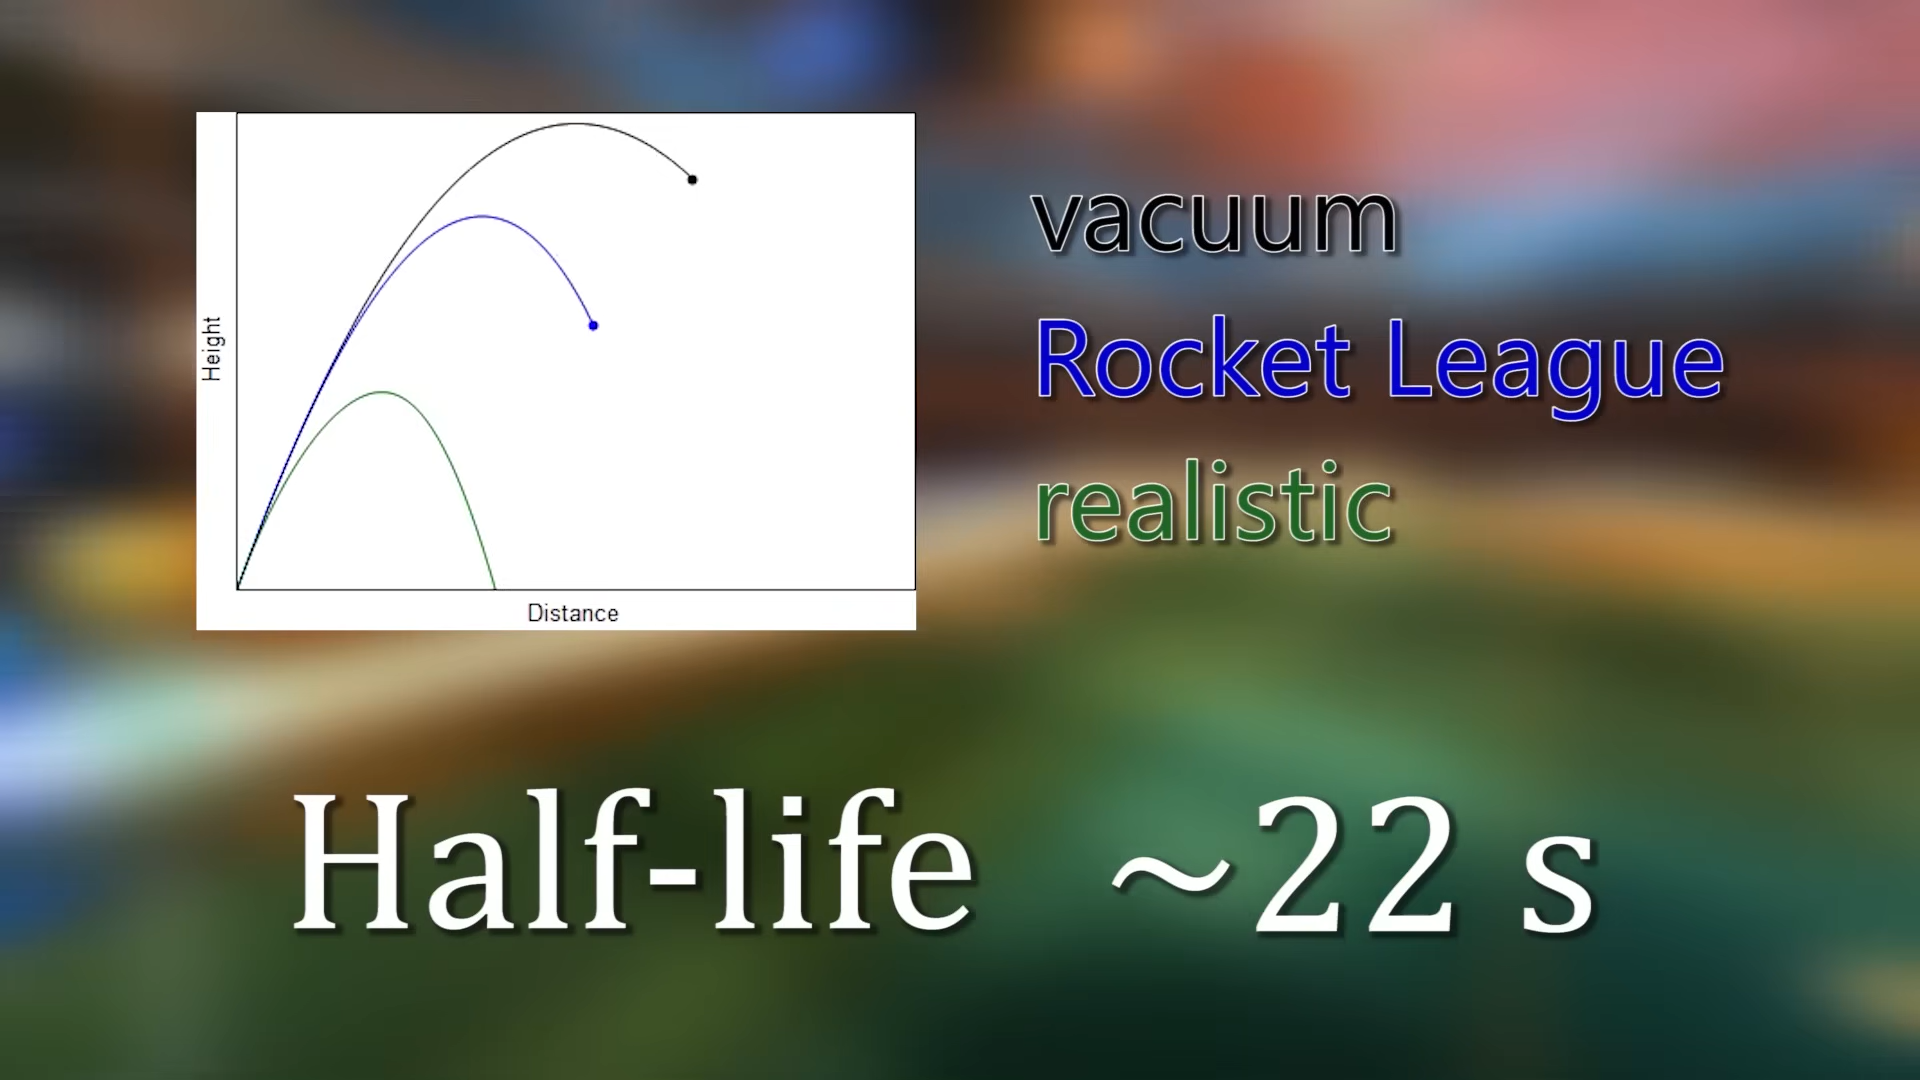 Height
Distance
vacuum
Rocket League
realistic
Half-life ~22 s